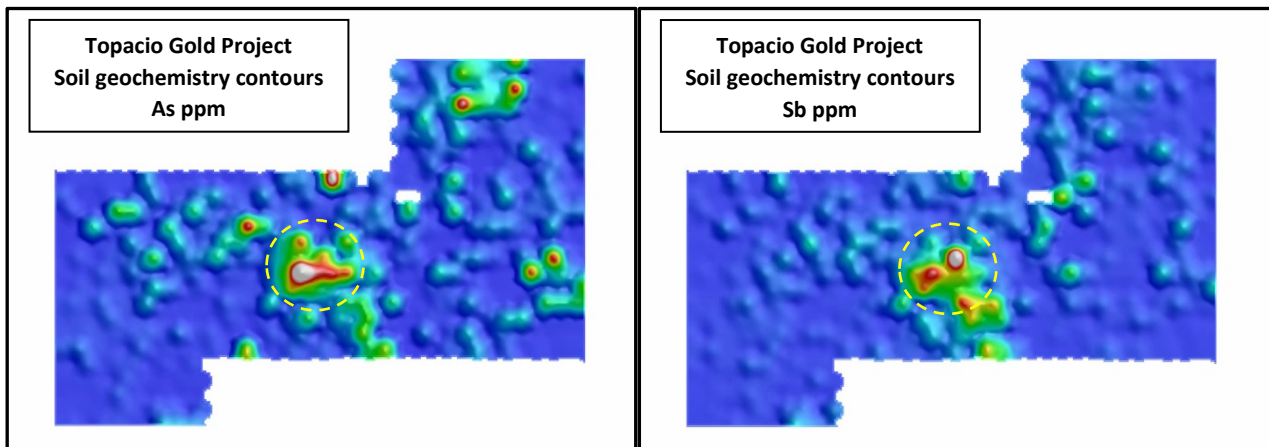 Topacio Gold Project
Soil geochemistry contours
As ppm
Topacio Gold Project
Soil geochemistry contours
Sb ppm